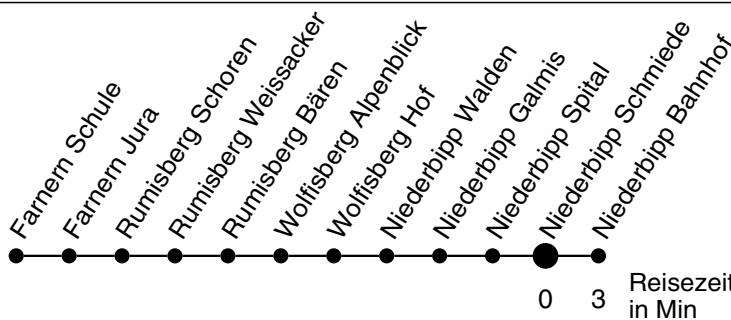 Farnern Schule
Farnern Jura
Rumisberg Schoren
Rumisberg Weissacker
Rumisberg Bären
Wolfisberg Alpenblick
Wolfisberg Hof
Niederbipp Walden
Niederbipp Galmis
Niederbipp Spital
Niederbipp Schmiede
Niederbipp Bahnhof
0 3 Reisezeit
in Min